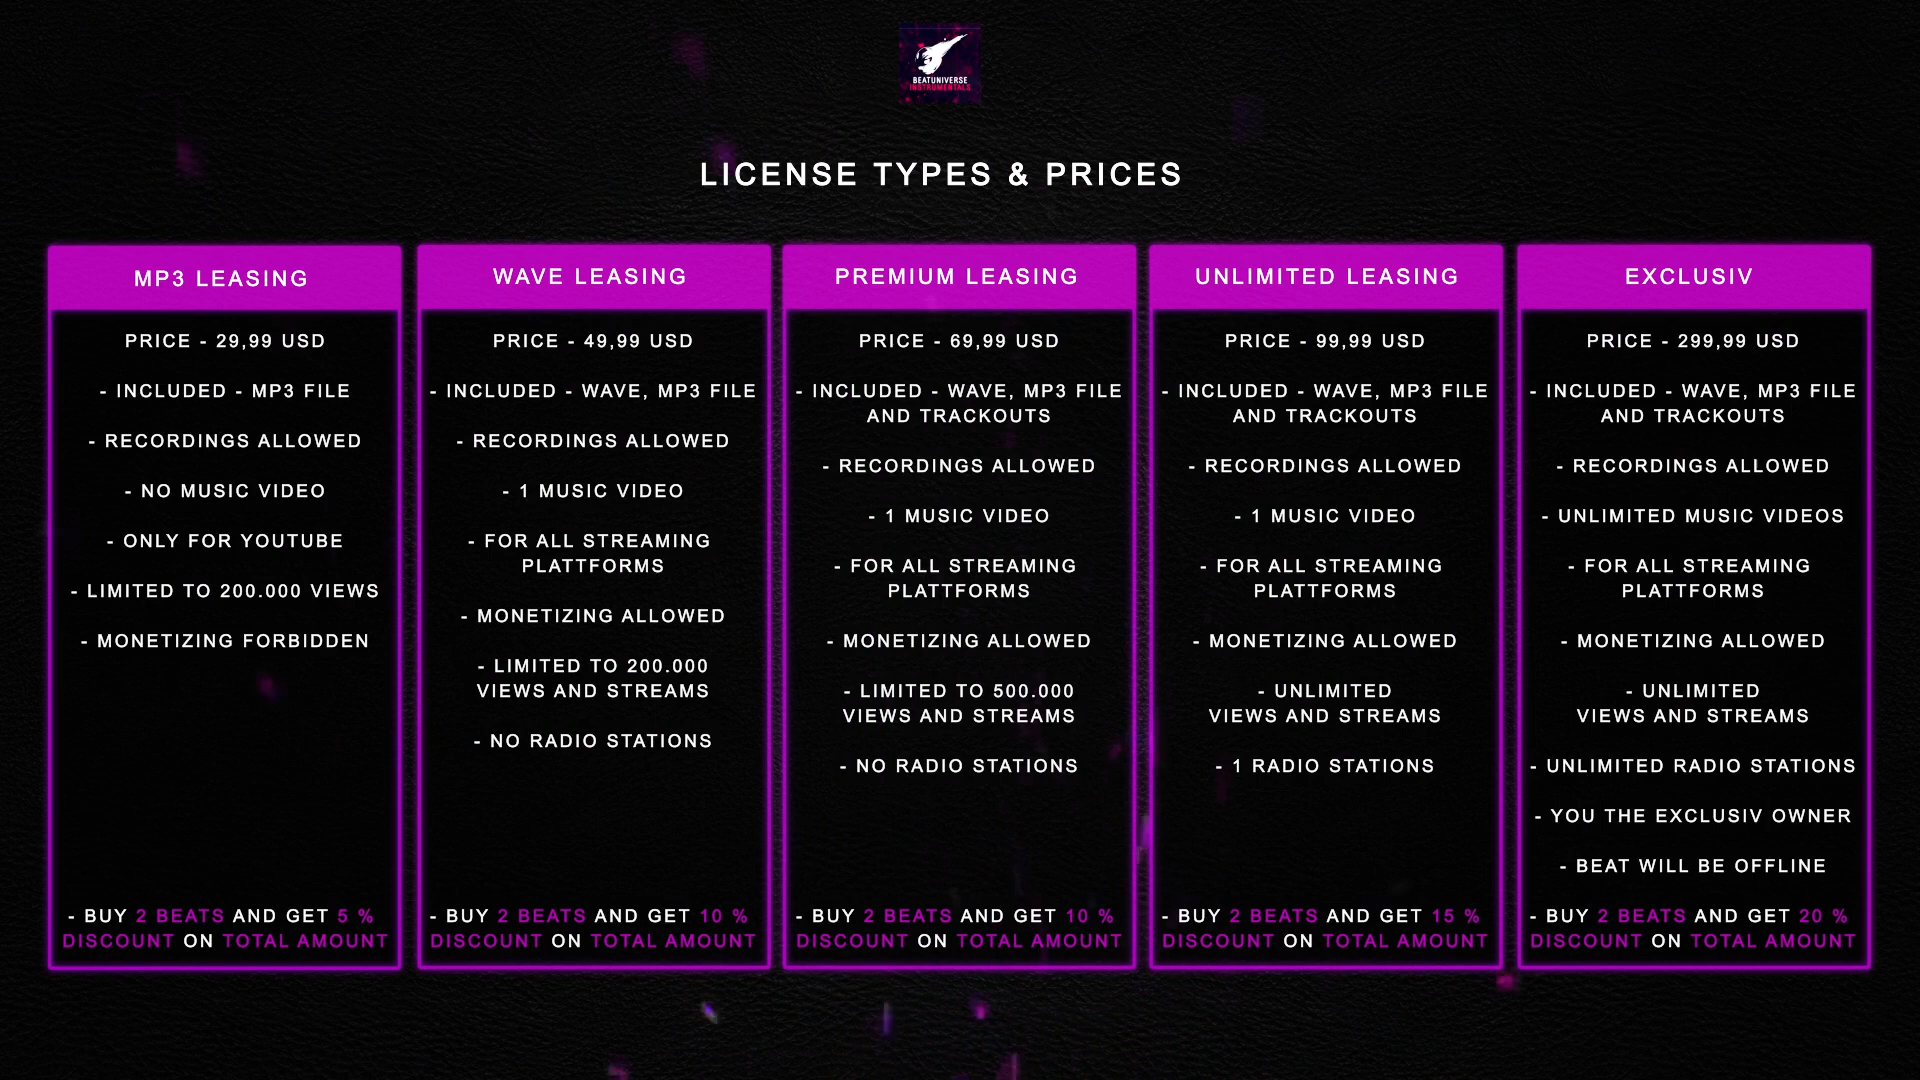 BEATUNIVERSE
INSTRUMENTALS
LICENSE TYPES & PRICES
MP3 LEASING
PRICE - 29,99 USD
- INCLUDED - MP3 FILE
- RECORDINGS ALLOWED
- NO MUSIC VIDEO
- ONLY FOR YOUTUBE
- LIMITED TO 200.000 VIEWS
- MONETIZING FORBIDDEN
- BUY 2 BEATS AND GET 5 %
DISCOUNT ON TOTAL AMOUNT
WAVE LEASING
PRICE - 49,99 USD
- INCLUDED - WAVE, MP3 FILE
- RECORDINGS ALLOWED
- 1 MUSIC VIDEO
- FOR ALL STREAMING
PLATTFORMS
- MONETIZING ALLOWED
- LIMITED TO 200.000
VIEWS AND STREAMS
- NO RADIO STATIONS
- BUY 2 BEATS AND GET 10 %
DISCOUNT ON TOTAL AMOUNT
PREMIUM LEASING
PRICE - 69,99 USD
- INCLUDED - WAVE, MP3 FILE
AND TRACKOUTS
- RECORDINGS ALLOWED
- 1 MUSIC VIDEO
- FOR ALL STREAMING
PLATTFORMS
- MONETIZING ALLOWED
- LIMITED TO 500.000
VIEWS AND STREAMS
- NO RADIO STATIONS
- BUY 2 BEATS AND GET 10 %
DISCOUNT ON TOTAL AMOUNT
UNLIMITED LEASING
PRICE - 99,99 USD
- INCLUDED - WAVE, MP3 FILE
AND TRACKOUTS
- RECORDINGS ALLOWED
- 1 MUSIC VIDEO
- FOR ALL STREAMING
PLATTFORMS
- MONETIZING ALLOWED
- UNLIMITED
VIEWS AND STREAMS
- 1 RADIO STATIONS
- BUY 2 BEATS AND GET 15 %
DISCOUNT ON TOTAL AMOUNT
EXCLUSIV
PRICE - 299,99 USD
- INCLUDED - WAVE, MP3 FILE
AND TRACKOUTS
- RECORDINGS ALLOWED
- UNLIMITED MUSIC VIDEOS
- FOR ALL STREAMING
PLATTFORMS
- MONETIZING ALLOWED
- UNLIMITED
VIEWS AND STREAMS
- UNLIMITED RADIO STATIONS
- YOU THE EXCLUSIV OWNER
- BEAT WILL BE OFFLINE
- BUY 2 BEATS AND GET 20 %
DISCOUNT ON TOTAL AMOUNT